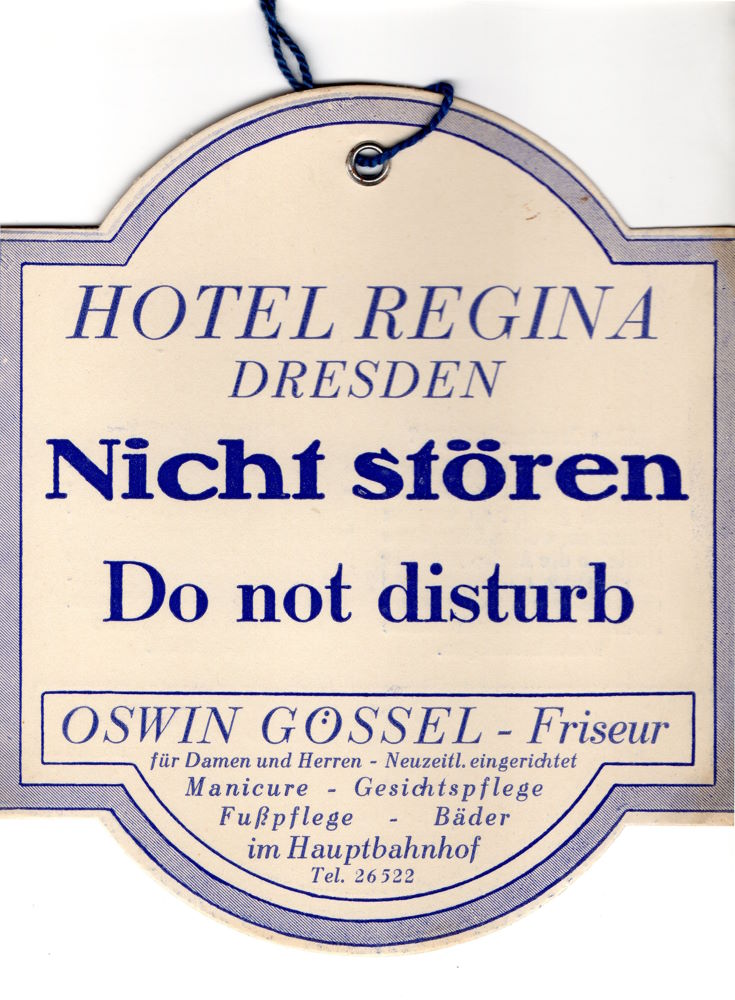 HOTEL REGINA
DRESDEN
Nicht stören
Do not disturb
OSWIN GÖSSEL - Friseur
für Damen und Herren - Neuzeitl. eingerichtet
Manicure - Gesichtspflege
Fußpflege - Bäder
im Hauptbahnhof
Tel. 26522